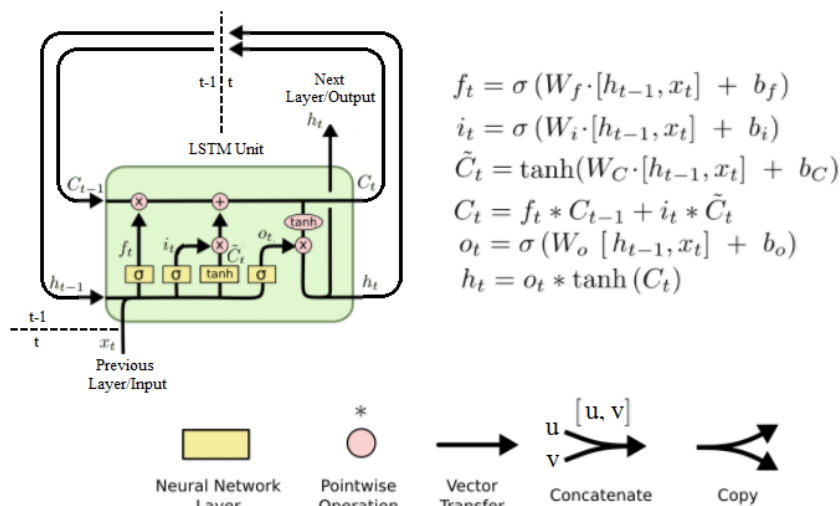 t-1 t
Next
Layer/Output
h_t
LSTM Unit
C_{t-1}
C_t
x
+
tanh
f_t
i_t
x
C̃_t
o_t
x
σ
σ
tanh
σ
h_{t-1}
h_t
t-1
t
x_t
Previous
Layer/Input
f_t = σ(W_f·[h_{t-1}, x_t] + b_f)
i_t = σ(W_i·[h_{t-1}, x_t] + b_i)
C̃_t = tanh(W_C·[h_{t-1}, x_t] + b_C)
C_t = f_t * C_{t-1} + i_t * C̃_t
o_t = σ(W_o [h_{t-1}, x_t] + b_o)
h_t = o_t * tanh(C_t)
*
u
v
[u, v]
Neural Network
Layer
Pointwise
Operation
Vector
Transfer
Concatenate
Copy